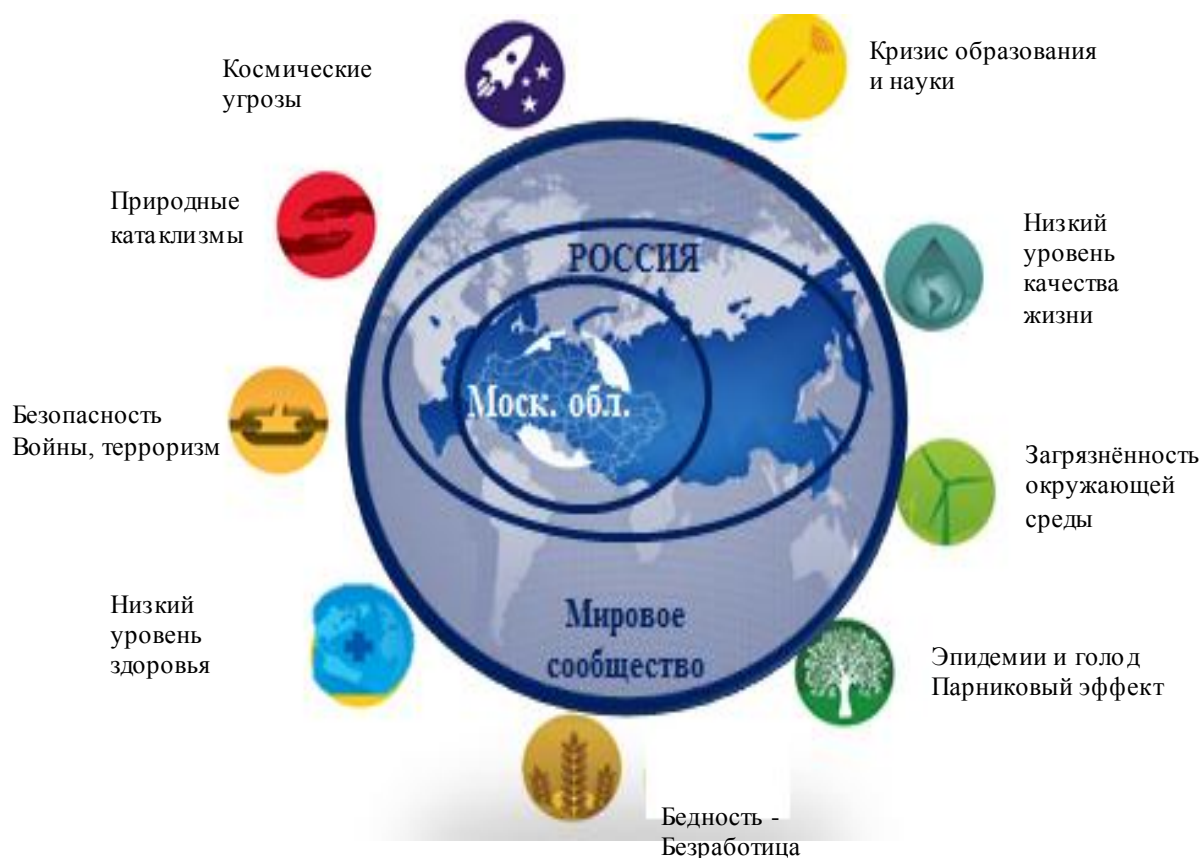 Космические
угрозы
Кризис образования
и науки
Природные
катаклизмы
Низкий
уровень
качества
жизни
РОССИЯ
Моск. обл.
Безопасность
Войны, терроризм
Загрязнённость
окружающей
среды
Низкий
уровень
здоровья
Мировое
сообщество
Эпидемии и голод
Парниковый эффект
Бедность -
Безработица